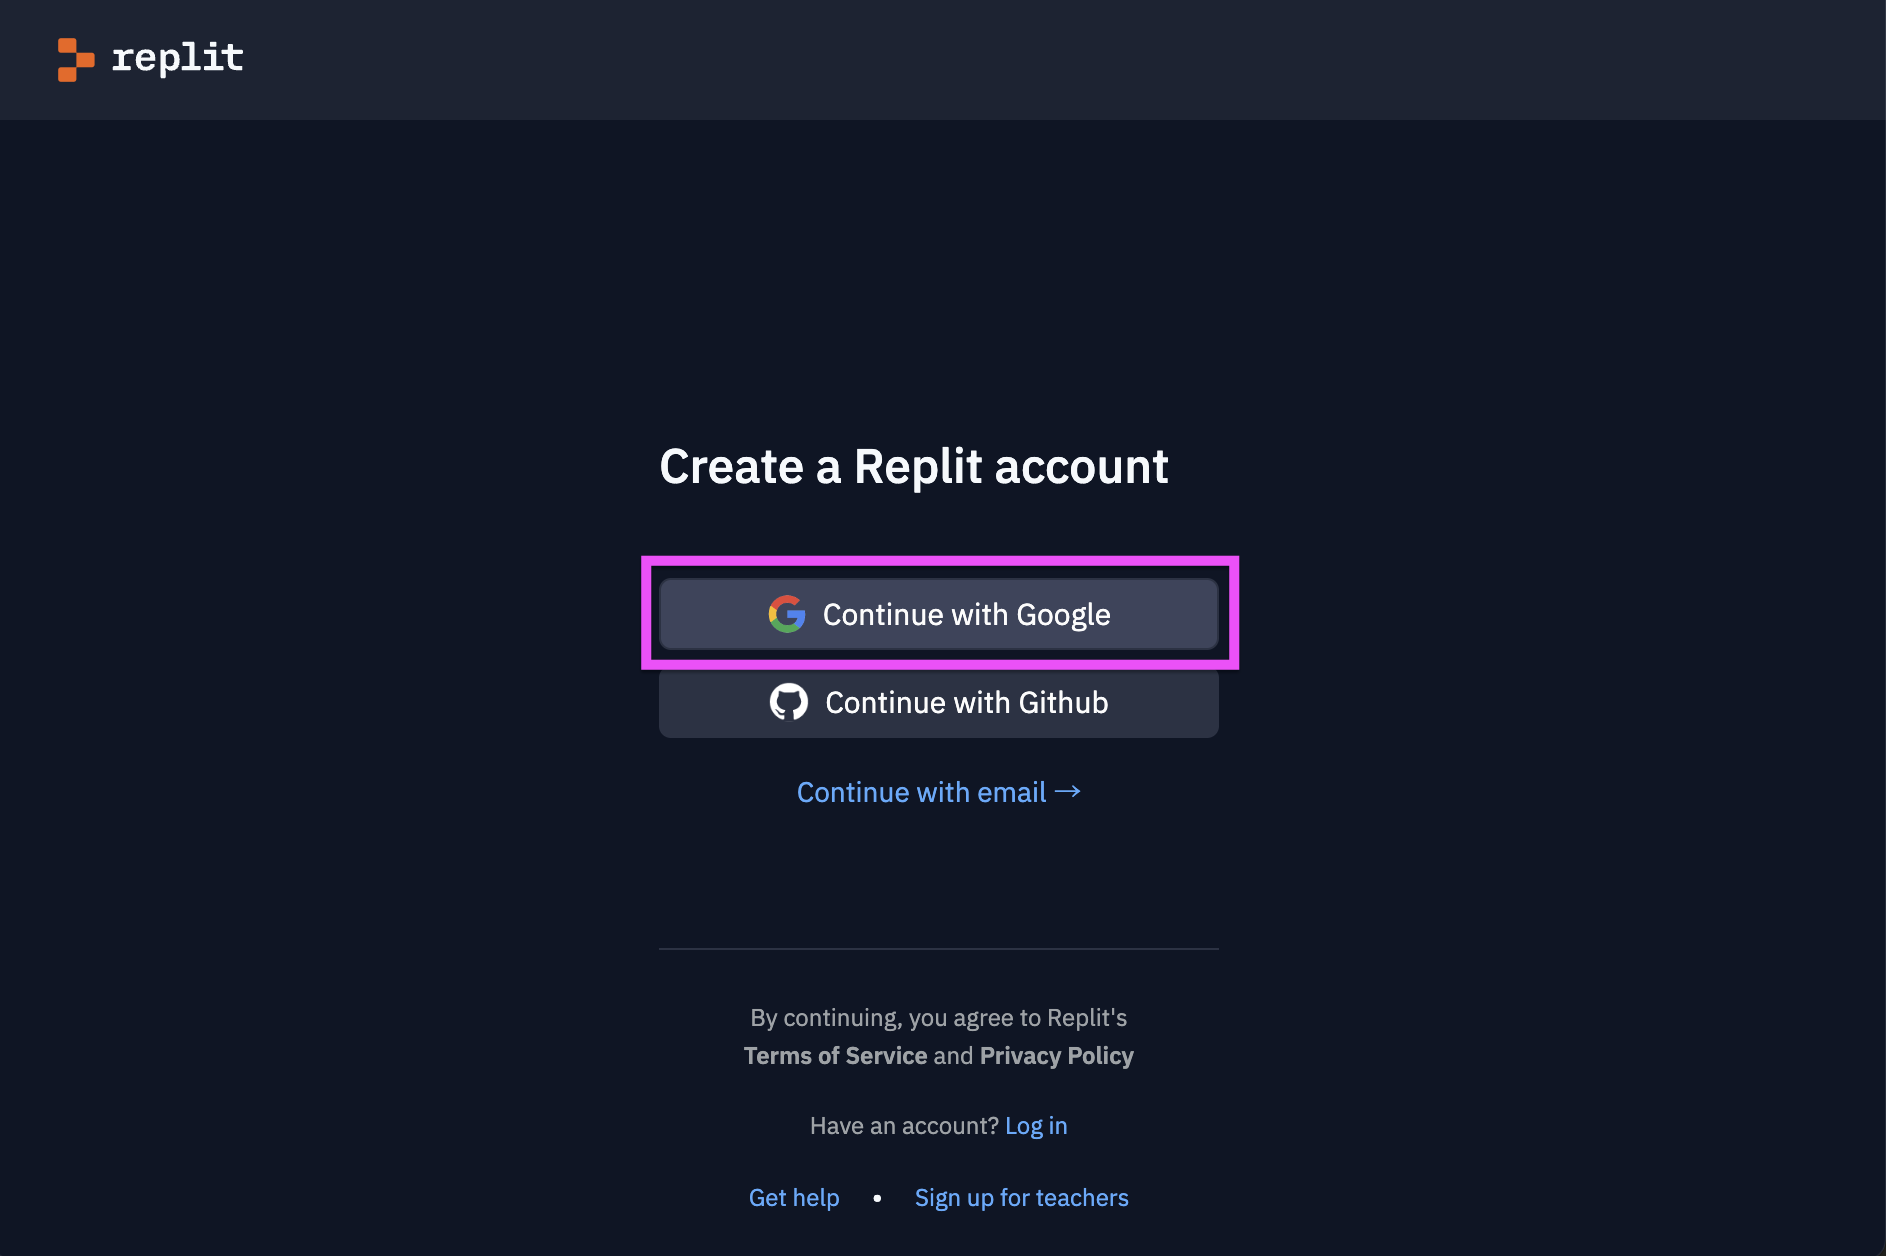 replit
Create a Replit account
Continue with Google
Continue with Github
Continue with email →
By continuing, you agree to Replit's
Terms of Service and Privacy Policy
Have an account? Log in
Get help • Sign up for teachers